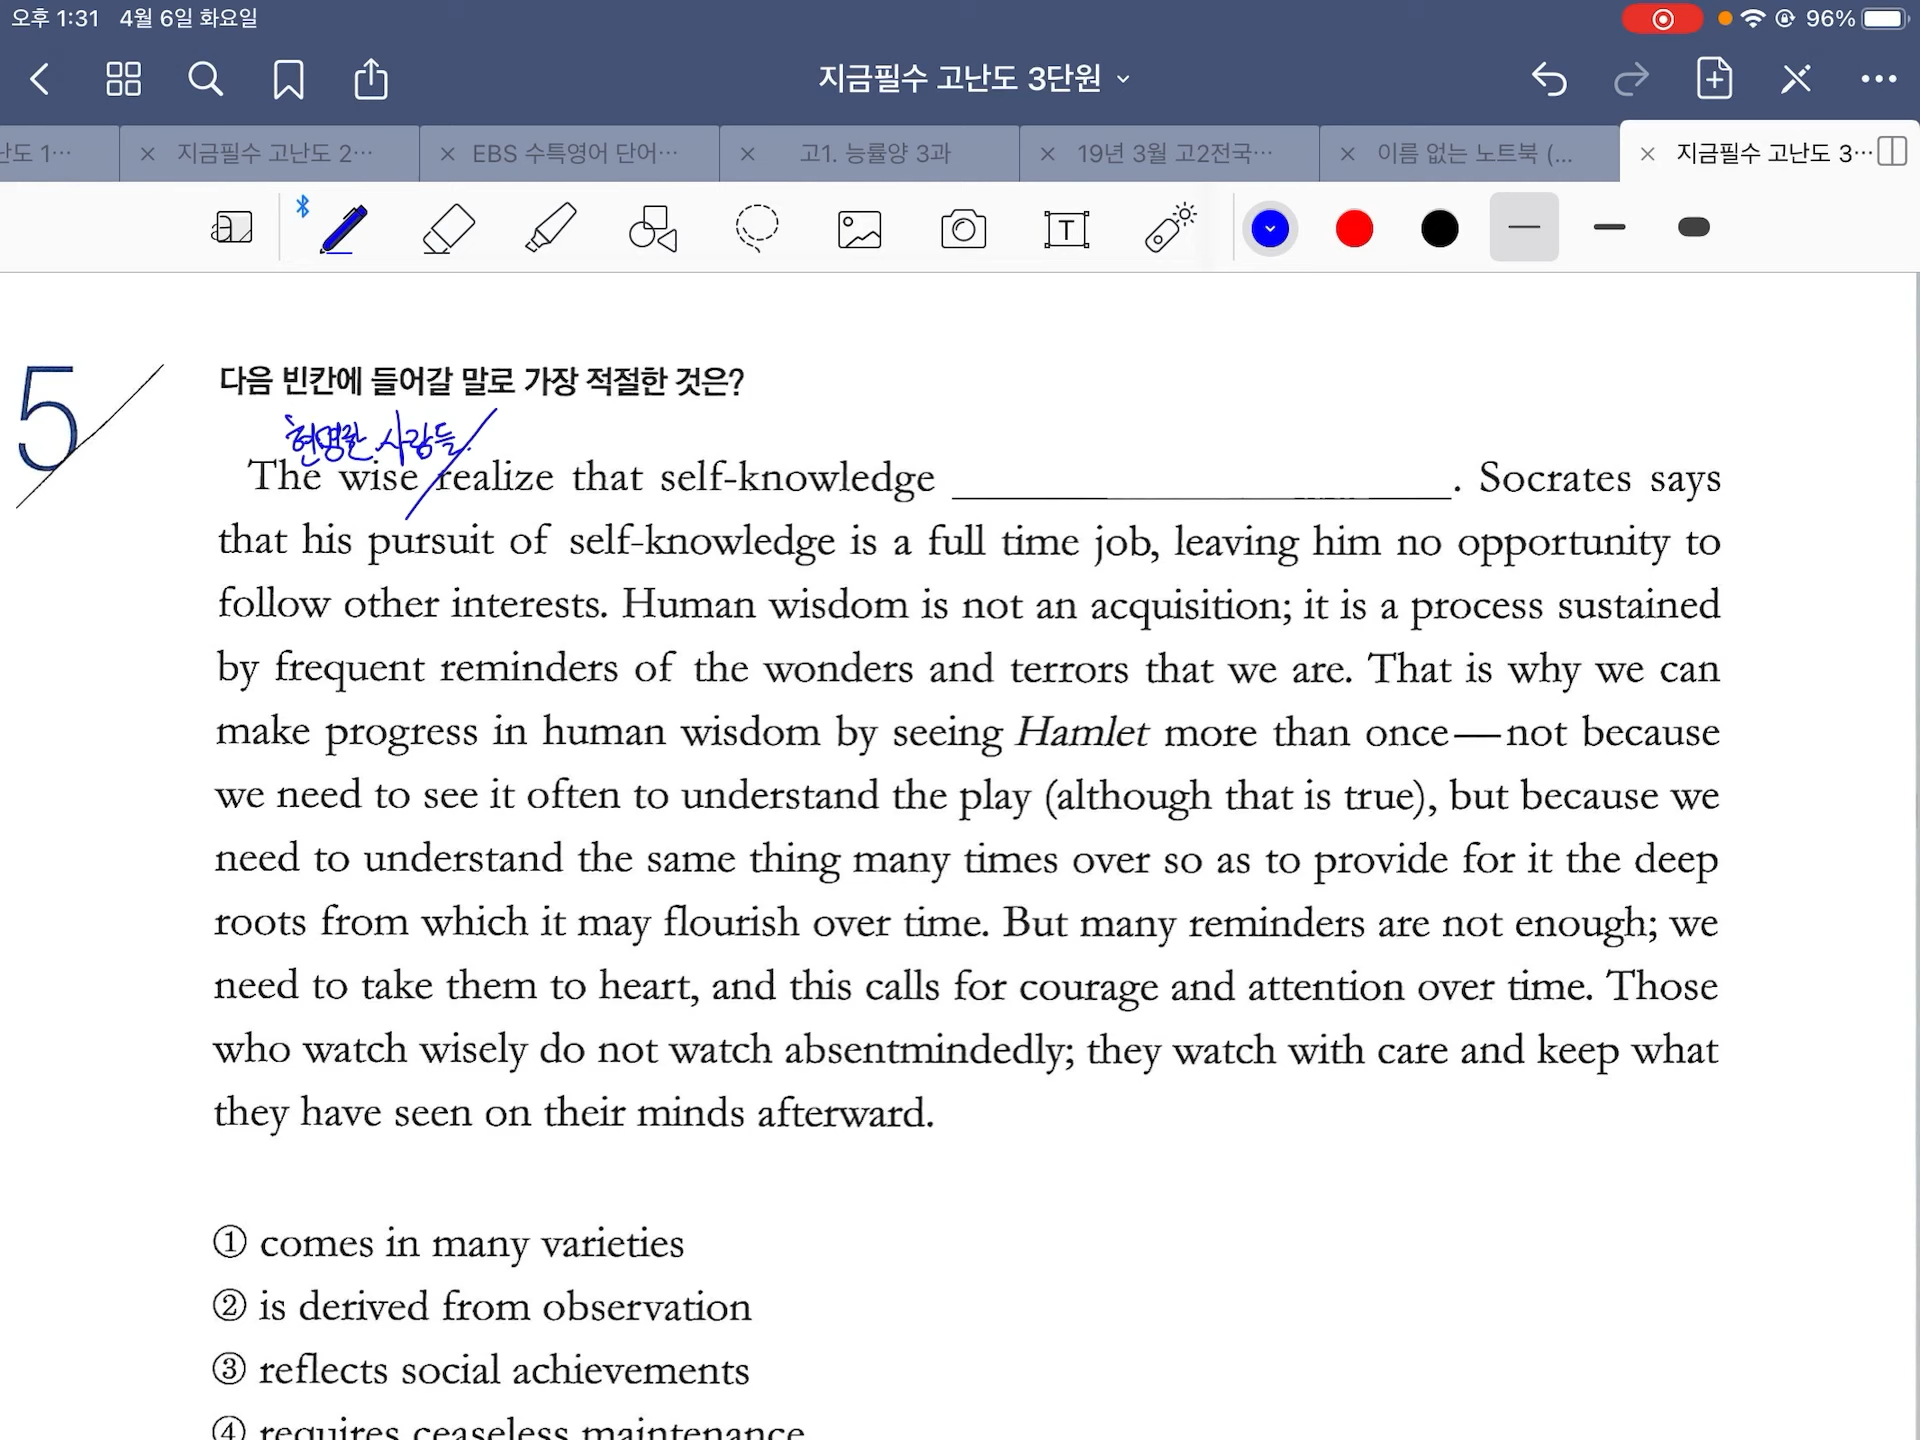 오후 1:31 4월 6일 화요일 96%
지금필수 고난도 3단원
난도 1··· 지금필수 고난도 2··· EBS 수특영어 단어··· 고1. 능률양 3과 19년 3월 고2전국··· 이름 없는 노트북 (... 지금필수 고난도 3···
5
다음 빈칸에 들어갈 말로 가장 적절한 것은?
현명한 사람들
The wise realize that self-knowledge ______________________. Socrates says
that his pursuit of self-knowledge is a full time job, leaving him no opportunity to
follow other interests. Human wisdom is not an acquisition; it is a process sustained
by frequent reminders of the wonders and terrors that we are. That is why we can
make progress in human wisdom by seeing Hamlet more than once—not because
we need to see it often to understand the play (although that is true), but because we
need to understand the same thing many times over so as to provide for it the deep
roots from which it may flourish over time. But many reminders are not enough; we
need to take them to heart, and this calls for courage and attention over time. Those
who watch wisely do not watch absentmindedly; they watch with care and keep what
they have seen on their minds afterward.
① comes in many varieties
② is derived from observation
③ reflects social achievements
④ requires ceaseless maintenance